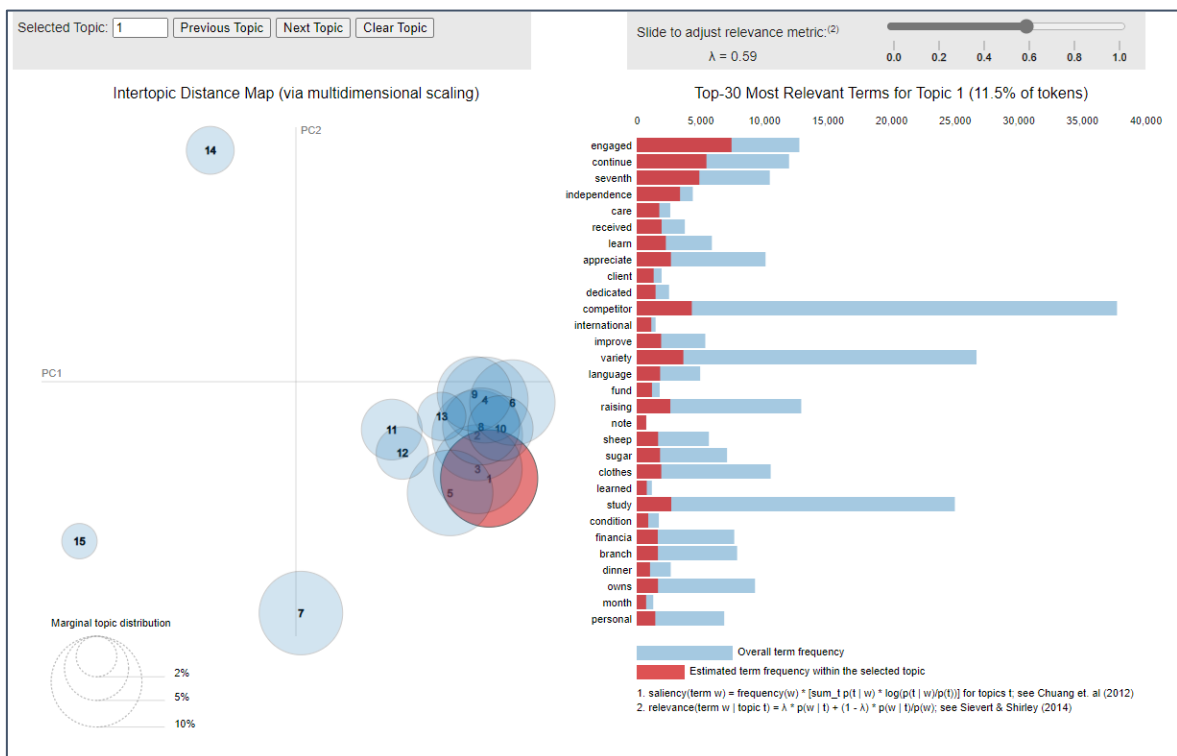 Selected Topic: 1 Previous Topic Next Topic Clear Topic
Slide to adjust relevance metric:(2)
λ = 0.59
0.0 0.2 0.4 0.6 0.8 1.0
Intertopic Distance Map (via multidimensional scaling)
PC2
PC1
14
9
4
6
13
11
8
10
2
12
3
1
5
15
7
Marginal topic distribution
2%
5%
10%
Top-30 Most Relevant Terms for Topic 1 (11.5% of tokens)
0 5,000 10,000 15,000 20,000 25,000 30,000 35,000 40,000
engaged
continue
seventh
independence
care
received
learn
appreciate
client
dedicated
competitor
international
improve
variety
language
fund
raising
note
sheep
sugar
clothes
learned
study
condition
financia
branch
dinner
owns
month
personal
Overall term frequency
Estimated term frequency within the selected topic
1. saliency(term w) = frequency(w) * [sum_t p(t | w) * log(p(t | w)/p(t))] for topics t; see Chuang et. al (2012)
2. relevance(term w | topic t) = λ * p(w | t) + (1 - λ) * p(w | t)/p(w); see Sievert & Shirley (2014)